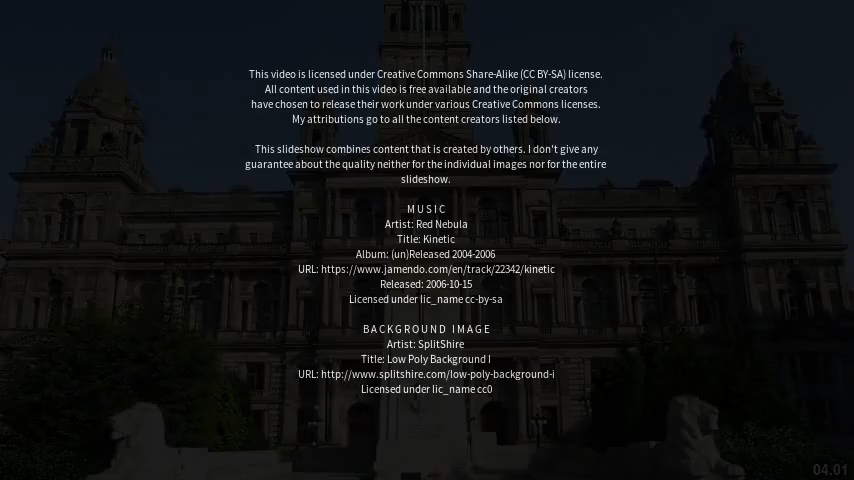 This video is licensed under Creative Commons Share-Alike (CC BY-SA) license.
All content used in this video is free available and the original creators
have chosen to release their work under various Creative Commons licenses.
My attributions go to all the content creators listed below.
This slideshow combines content that is created by others. I don't give any
guarantee about the quality neither for the individual images nor for the entire
slideshow.
M U S I C
Artist: Red Nebula
Title: Kinetic
Album: (un)Released 2004-2006
URL: https://www.jamendo.com/en/track/22342/kinetic
Released: 2006-10-15
Licensed under lic_name cc-by-sa
B A C K G R O U N D  I M A G E
Artist: SplitShire
Title: Low Poly Background I
URL: http://www.splitshire.com/low-poly-background-i
Licensed under lic_name cc0
04.01